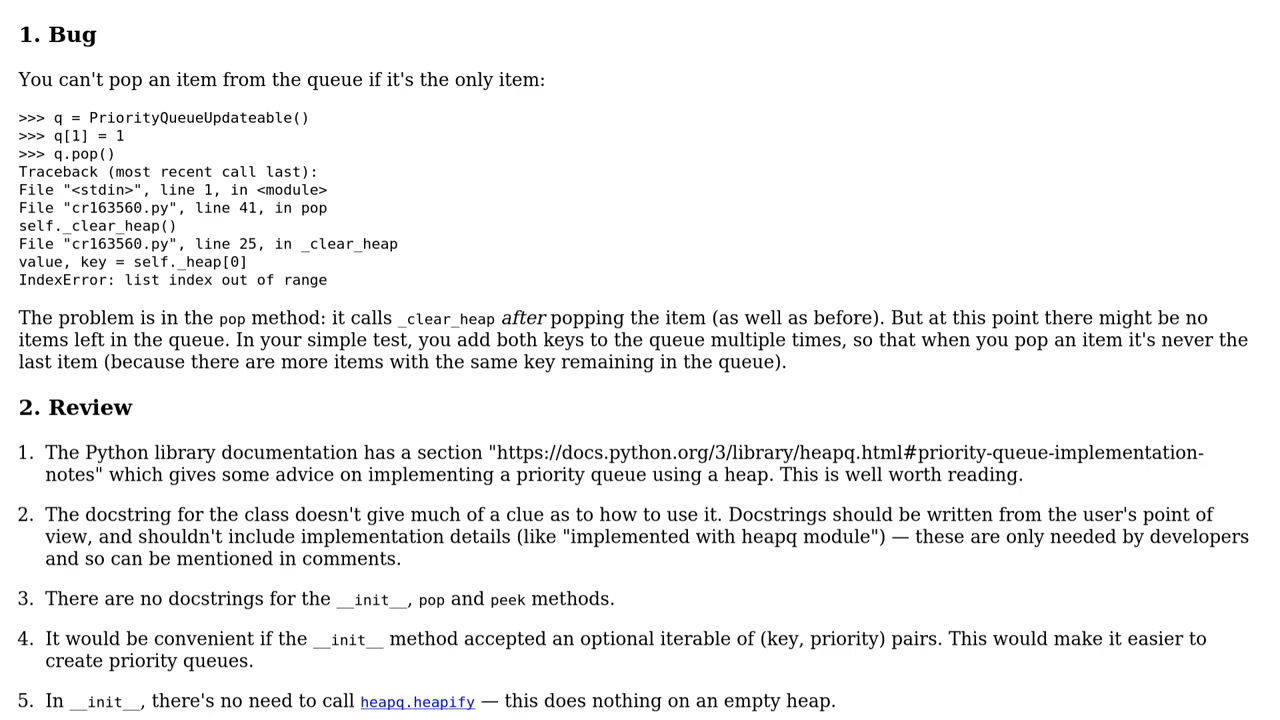 1. Bug
You can't pop an item from the queue if it's the only item:
>>> q = PriorityQueueUpdateable()
>>> q[1] = 1
>>> q.pop()
Traceback (most recent call last):
File "<stdin>", line 1, in <module>
File "cr163560.py", line 41, in pop
self._clear_heap()
File "cr163560.py", line 25, in _clear_heap
value, key = self._heap[0]
IndexError: list index out of range
The problem is in the pop method: it calls _clear_heap after popping the item (as well as before). But at this point there might be no
items left in the queue. In your simple test, you add both keys to the queue multiple times, so that when you pop an item it's never the
last item (because there are more items with the same key remaining in the queue).
2. Review
1. The Python library documentation has a section "https://docs.python.org/3/library/heapq.html#priority-queue-implementation-
notes" which gives some advice on implementing a priority queue using a heap. This is well worth reading.
2. The docstring for the class doesn't give much of a clue as to how to use it. Docstrings should be written from the user's point of
view, and shouldn't include implementation details (like "implemented with heapq module") — these are only needed by developers
and so can be mentioned in comments.
3. There are no docstrings for the __init__, pop and peek methods.
4. It would be convenient if the __init__ method accepted an optional iterable of (key, priority) pairs. This would make it easier to
create priority queues.
5. In __init__, there's no need to call heapq.heapify — this does nothing on an empty heap.